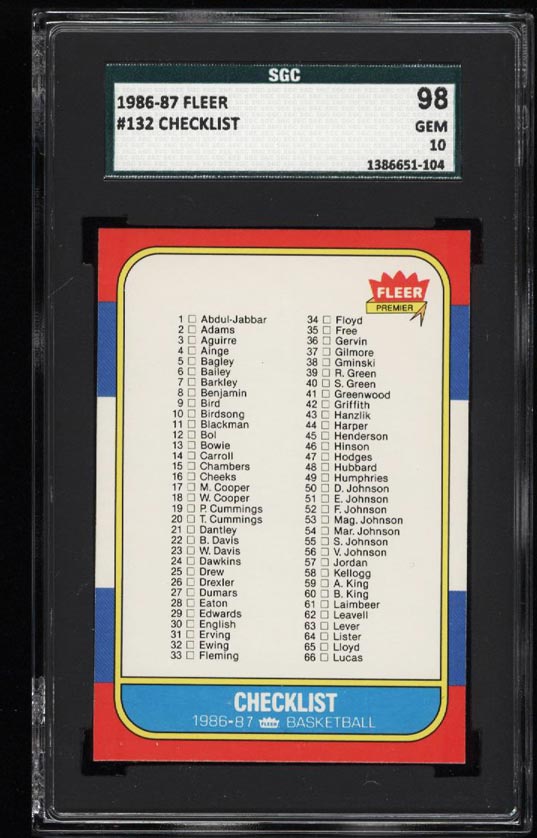 SGC
1986-87 FLEER
#132 CHECKLIST
98
GEM
10
1386651-104
FLEER
PREMIER
1 Abdul-Jabbar
2 Adams
3 Aguirre
4 Ainge
5 Bagley
6 Bailey
7 Barkley
8 Benjamin
9 Bird
10 Birdsong
11 Blackman
12 Bol
13 Bowie
14 Carroll
15 Chambers
16 Cheeks
17 M. Cooper
18 W. Cooper
19 P. Cummings
20 T. Cummings
21 Dantley
22 B. Davis
23 W. Davis
24 Dawkins
25 Drew
26 Drexler
27 Dumars
28 Eaton
29 Edwards
30 English
31 Erving
32 Ewing
33 Fleming
34 Floyd
35 Free
36 Gervin
37 Gilmore
38 Gminski
39 R. Green
40 S. Green
41 Greenwood
42 Griffith
43 Hanzlik
44 Harper
45 Henderson
46 Hinson
47 Hodges
48 Hubbard
49 Humphries
50 D. Johnson
51 E. Johnson
52 F. Johnson
53 Mag. Johnson
54 Mar. Johnson
55 S. Johnson
56 V. Johnson
57 Jordan
58 Kellogg
59 A. King
60 B. King
61 Laimbeer
62 Leavell
63 Lever
64 Lister
65 Lloyd
66 Lucas
CHECKLIST
1986-87 FLEER BASKETBALL